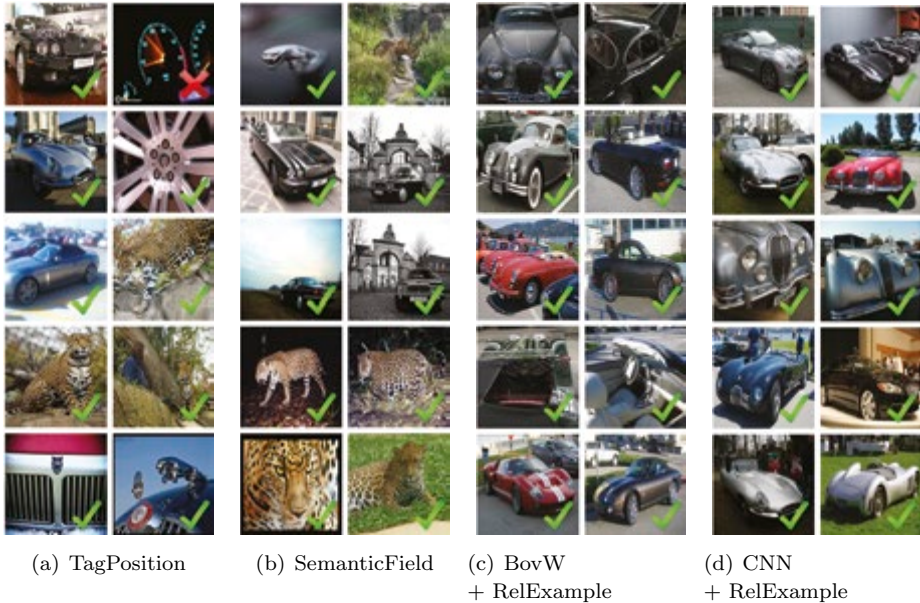 (a) TagPosition
(b) SemanticField
(c) BovW
+ RelExample
(d) CNN
+ RelExample